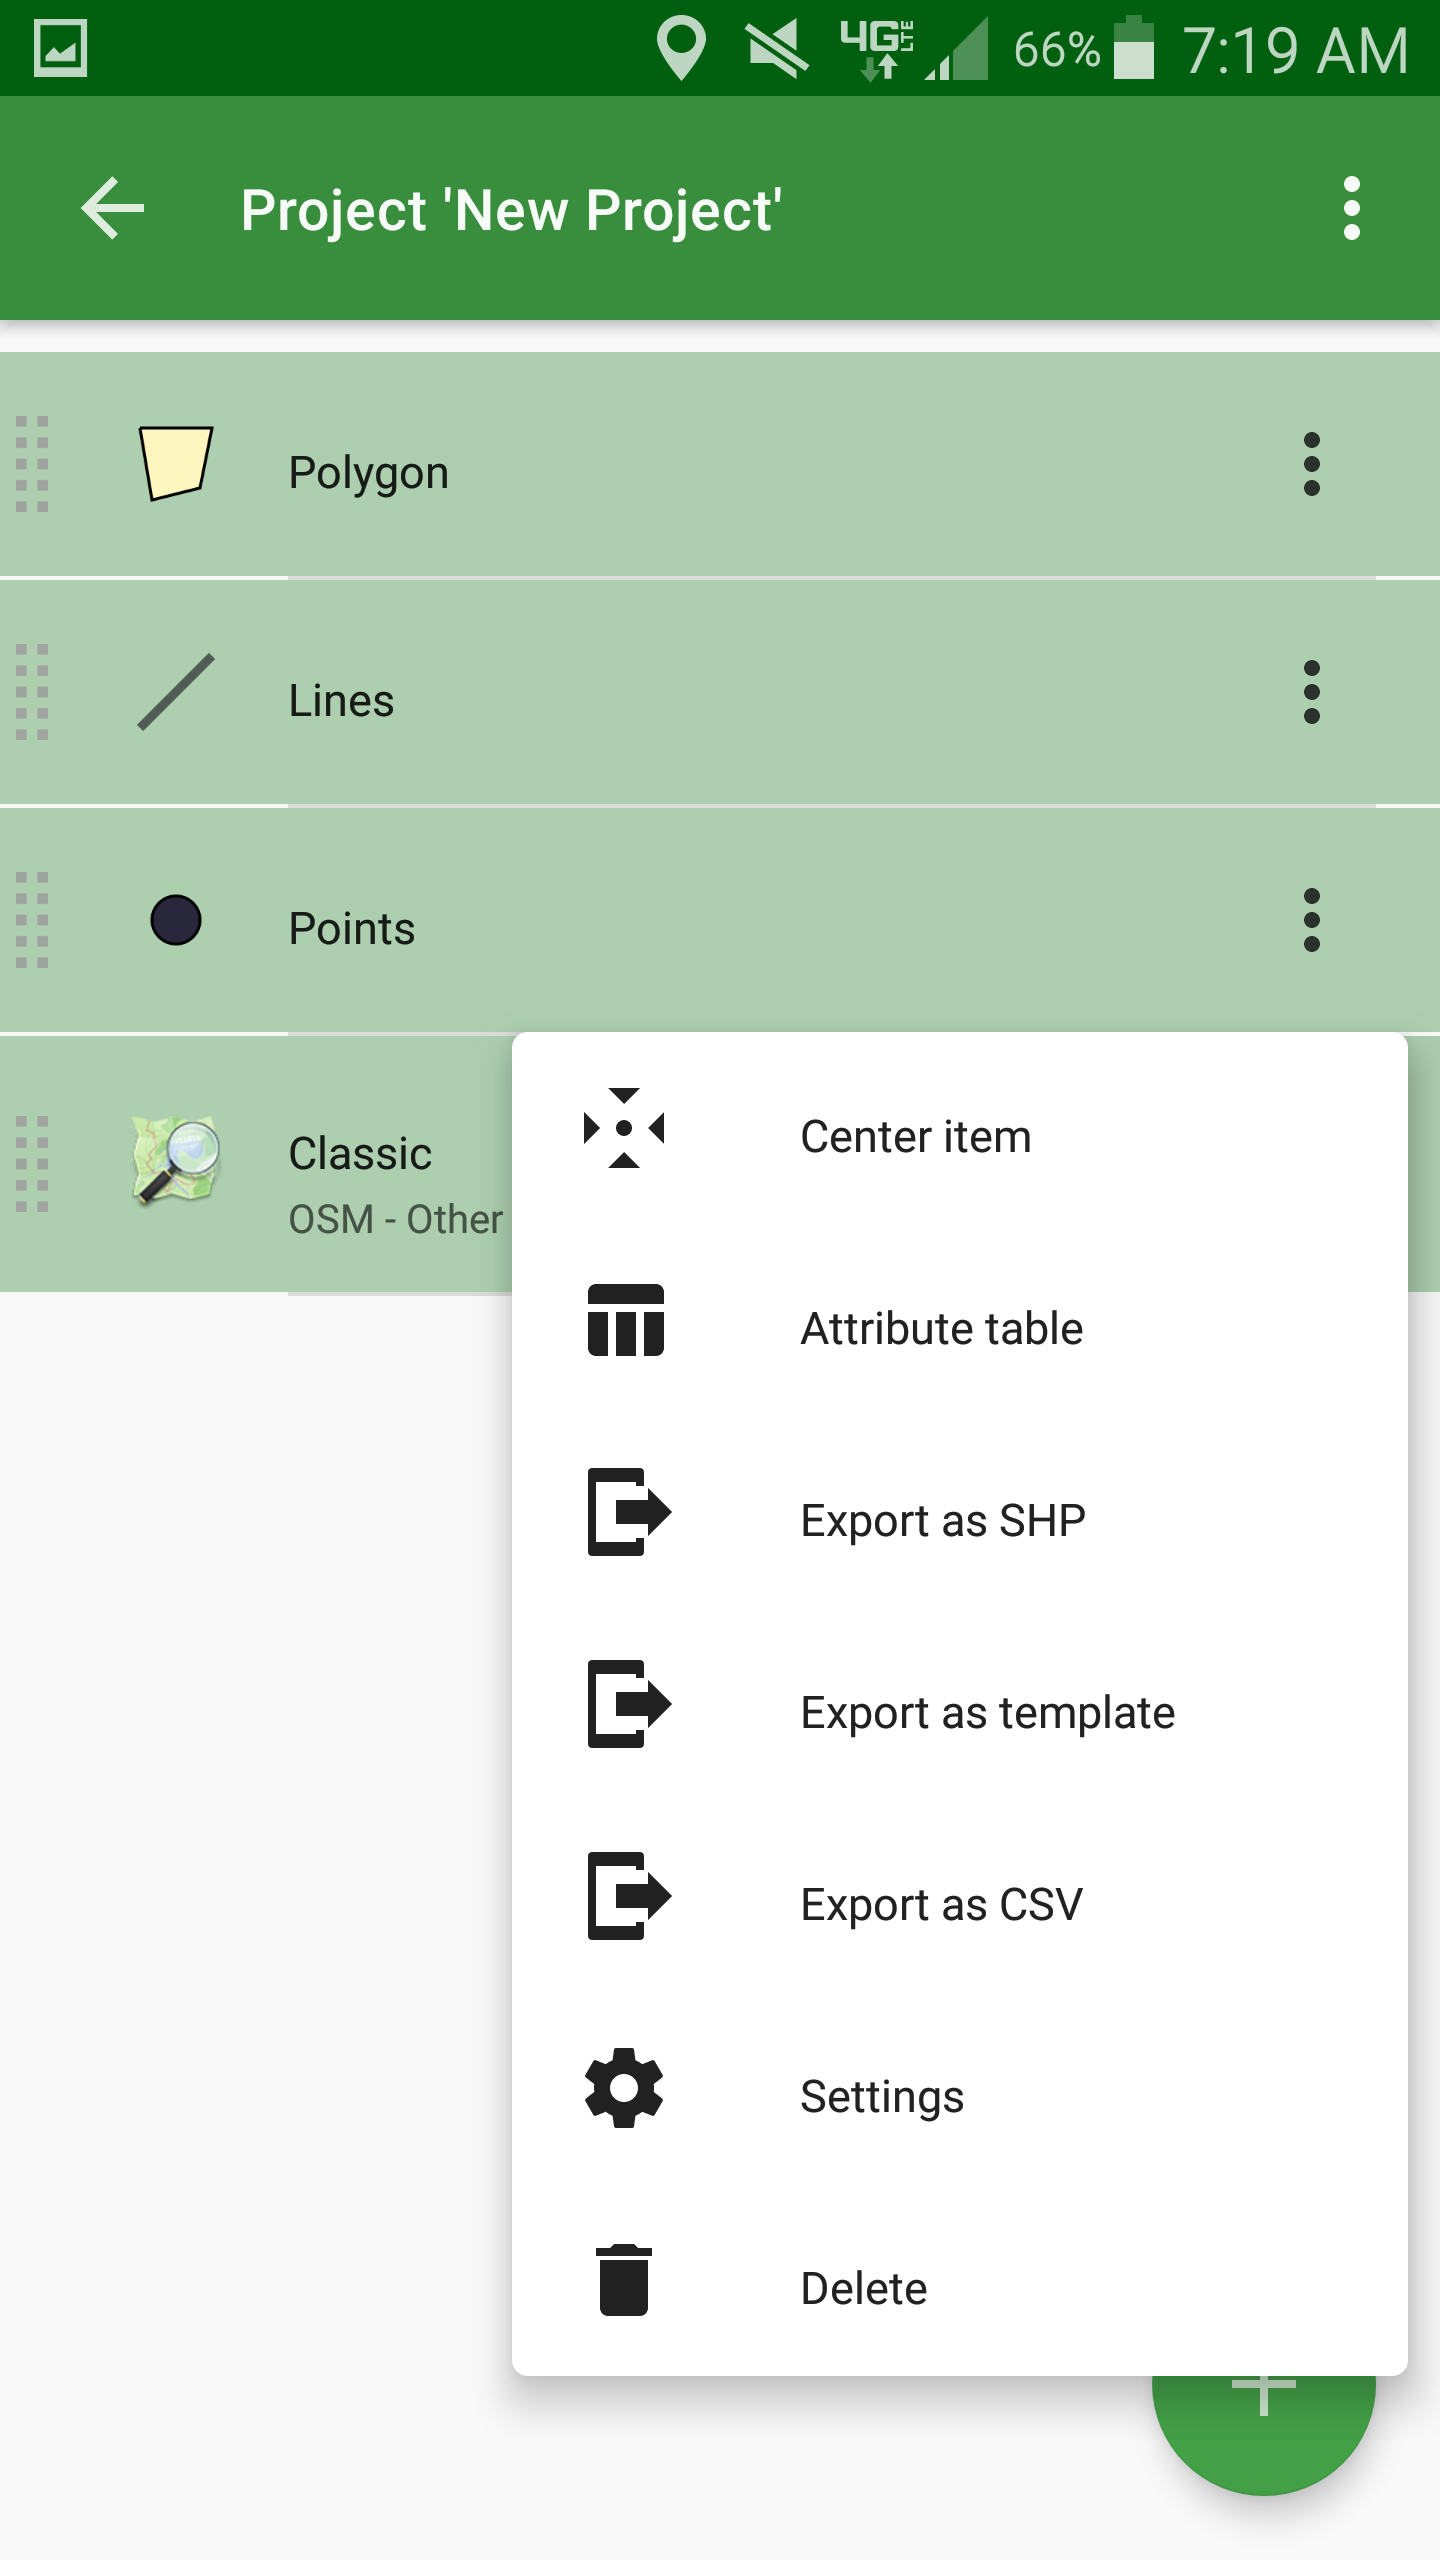 4G LTE 66% 7:19 AM
Project 'New Project'
Polygon
Lines
Points
Classic
OSM - Other
Center item
Attribute table
Export as SHP
Export as template
Export as CSV
Settings
Delete